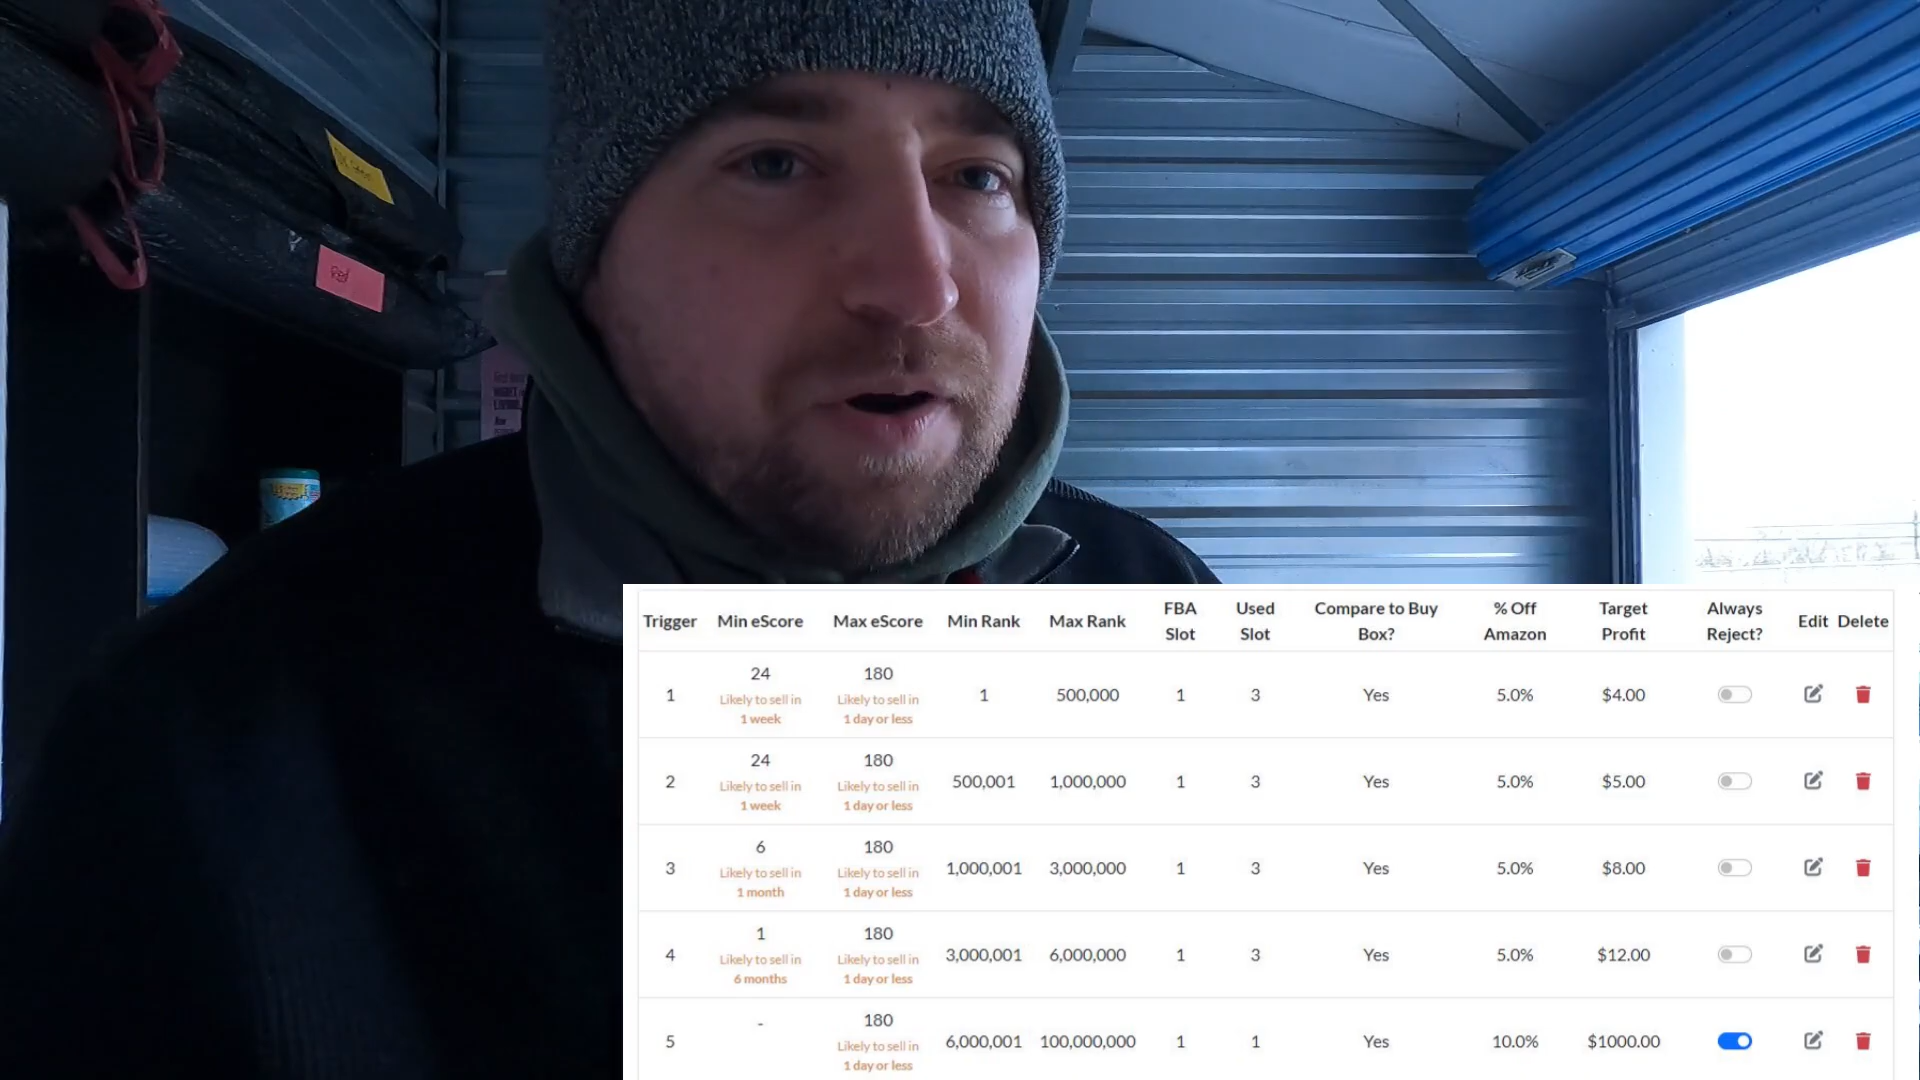 Red
Trigger Min eScore Max eScore Min Rank Max Rank FBA Slot Used Slot Compare to Buy Box? % Off Amazon Target Profit Always Reject? Edit Delete
1 24 Likely to sell in 1 week 180 Likely to sell in 1 day or less 1 500,000 1 3 Yes 5.0% $4.00
2 24 Likely to sell in 1 week 180 Likely to sell in 1 day or less 500,001 1,000,000 1 3 Yes 5.0% $5.00
3 6 Likely to sell in 1 month 180 Likely to sell in 1 day or less 1,000,001 3,000,000 1 3 Yes 5.0% $8.00
4 1 Likely to sell in 6 months 180 Likely to sell in 1 day or less 3,000,001 6,000,000 1 3 Yes 5.0% $12.00
5 - 180 Likely to sell in 1 day or less 6,000,001 100,000,000 1 1 Yes 10.0% $1000.00